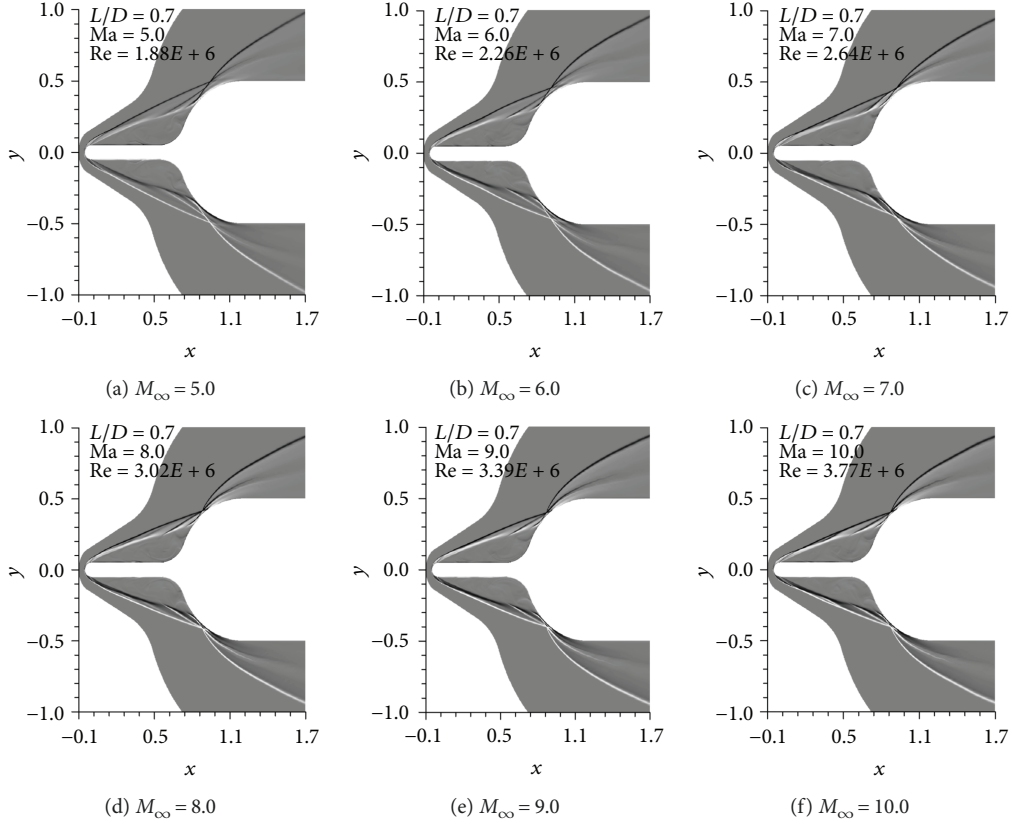 L/D = 0.7
Ma = 5.0
Re = 1.88E + 6
1.0
0.5
0.0
−0.5
−1.0
y
−0.1 0.5 1.1 1.7
x
(a) M∞ = 5.0
L/D = 0.7
Ma = 6.0
Re = 2.26E + 6
1.0
0.5
0.0
−0.5
−1.0
y
−0.1 0.5 1.1 1.7
x
(b) M∞ = 6.0
L/D = 0.7
Ma = 7.0
Re = 2.64E + 6
1.0
0.5
0.0
−0.5
−1.0
y
−0.1 0.5 1.1 1.7
x
(c) M∞ = 7.0
L/D = 0.7
Ma = 8.0
Re = 3.02E + 6
1.0
0.5
0.0
−0.5
−1.0
y
−0.1 0.5 1.1 1.7
x
(d) M∞ = 8.0
L/D = 0.7
Ma = 9.0
Re = 3.39E + 6
1.0
0.5
0.0
−0.5
−1.0
y
−0.1 0.5 1.1 1.7
x
(e) M∞ = 9.0
L/D = 0.7
Ma = 10.0
Re = 3.77E + 6
1.0
0.5
0.0
−0.5
−1.0
y
−0.1 0.5 1.1 1.7
x
(f) M∞ = 10.0